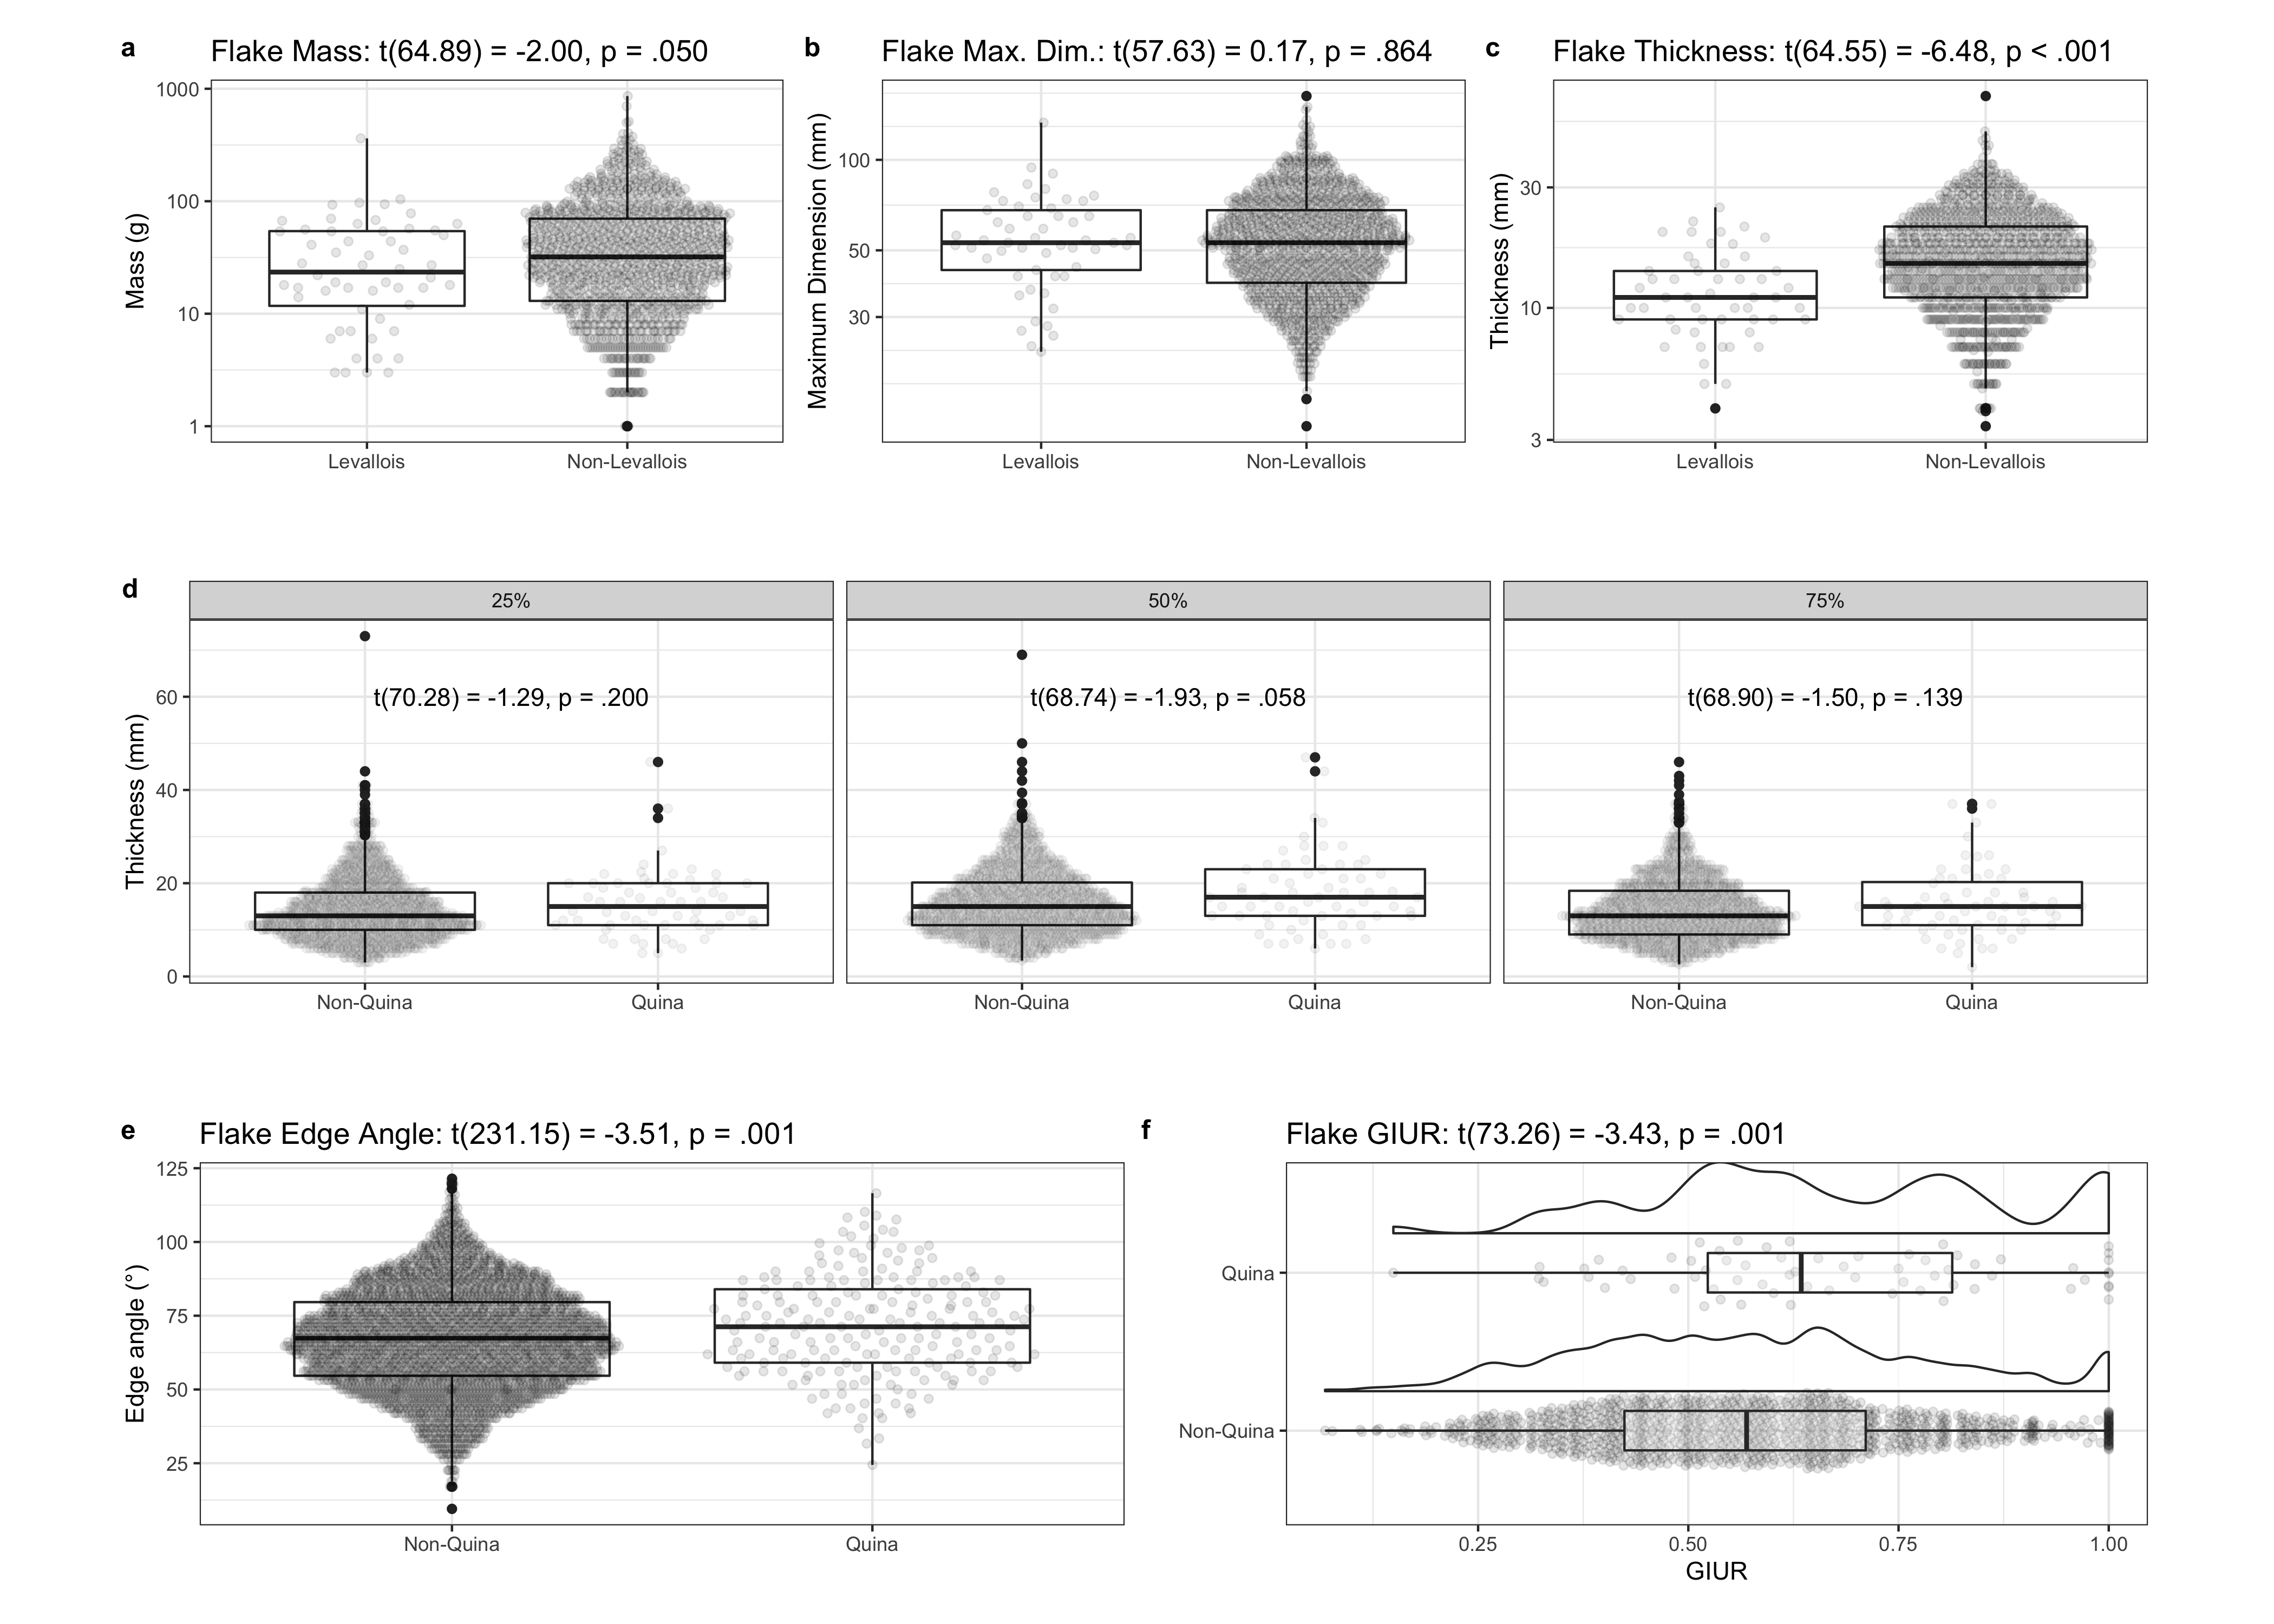 a
Flake Mass: t(64.89) = -2.00, p = .050
1000
100
10
1
Mass (g)
Levallois
Non-Levallois
b
Flake Max. Dim.: t(57.63) = 0.17, p = .864
100
50
30
Maximum Dimension (mm)
Levallois
Non-Levallois
c
Flake Thickness: t(64.55) = -6.48, p < .001
30
10
3
Thickness (mm)
Levallois
Non-Levallois
d
25%
50%
75%
t(70.28) = -1.29, p = .200
t(68.74) = -1.93, p = .058
t(68.90) = -1.50, p = .139
60
40
20
0
Thickness (mm)
Non-Quina
Quina
Non-Quina
Quina
Non-Quina
Quina
e
Flake Edge Angle: t(231.15) = -3.51, p = .001
125
100
75
50
25
Edge angle (°)
Non-Quina
Quina
f
Flake GIUR: t(73.26) = -3.43, p = .001
Quina
Non-Quina
0.25
0.50
0.75
1.00
GIUR